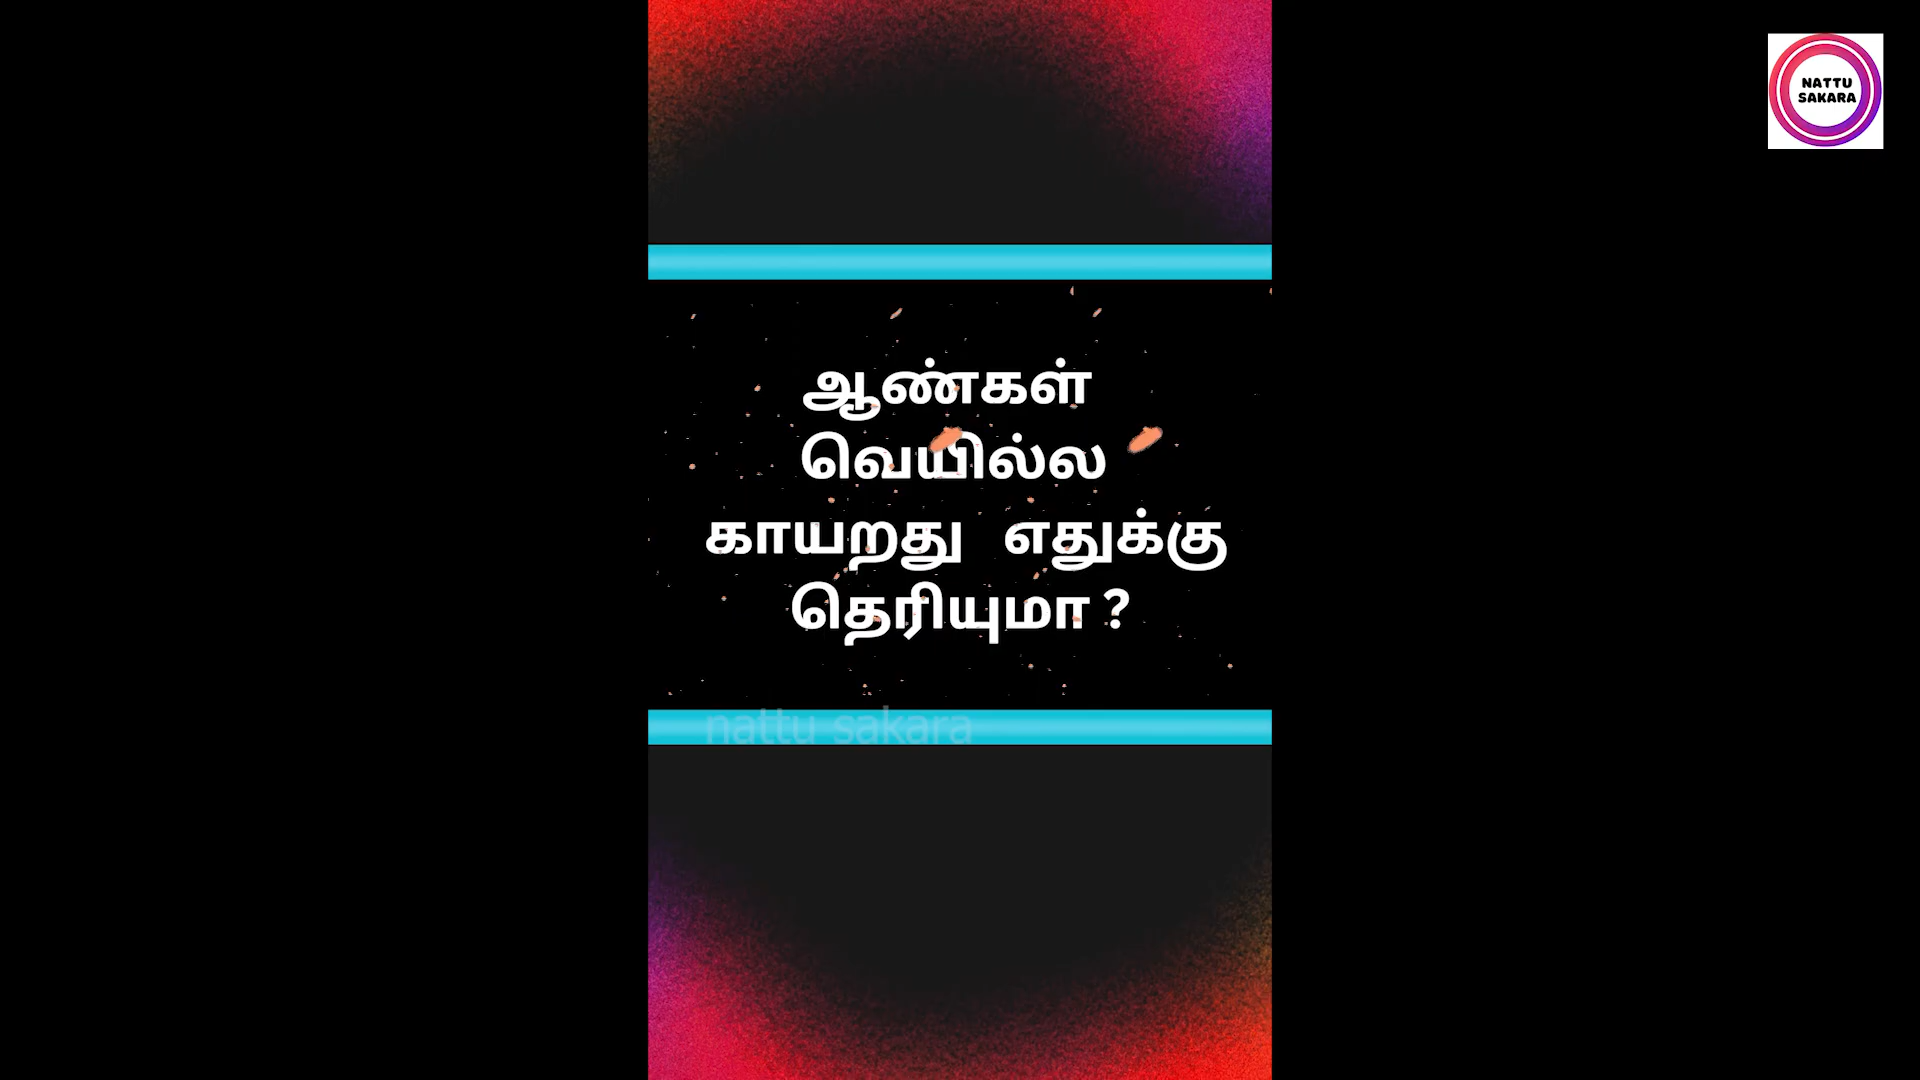 NATTU
SAKARA
ஆண்கள்
வெயில்ல
காயறது எதுக்கு
தெரியுமா ?
nattu sakara